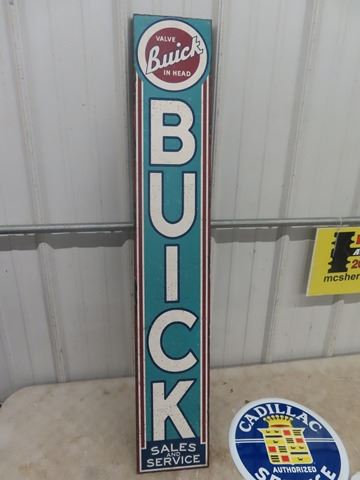 VALVE
Buick
IN HEAD
BUICK
SALES
AND
SERVICE
mcsher
CADILLAC
AUTHORIZED